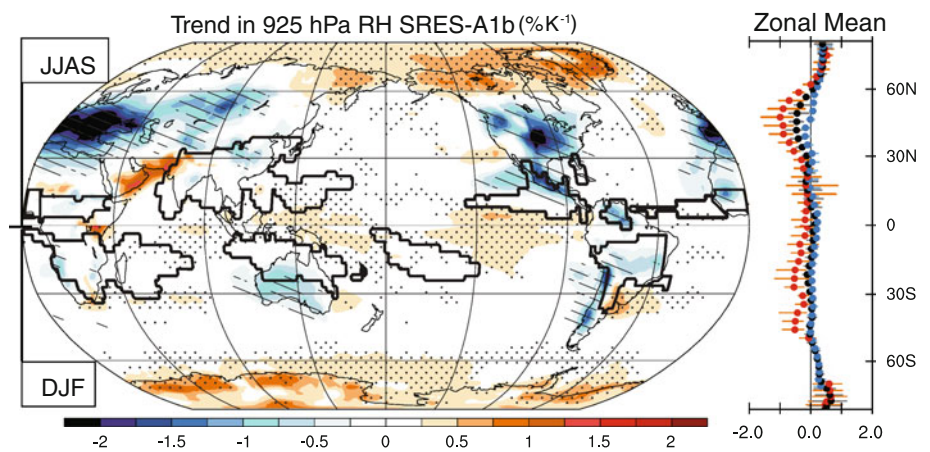 Trend in 925 hPa RH SRES-A1b (%K⁻¹)
Zonal Mean
JJAS
DJF
60N
30N
0
30S
60S
-2 -1.5 -1 -0.5 0 0.5 1 1.5 2
-2.0 0.0 2.0